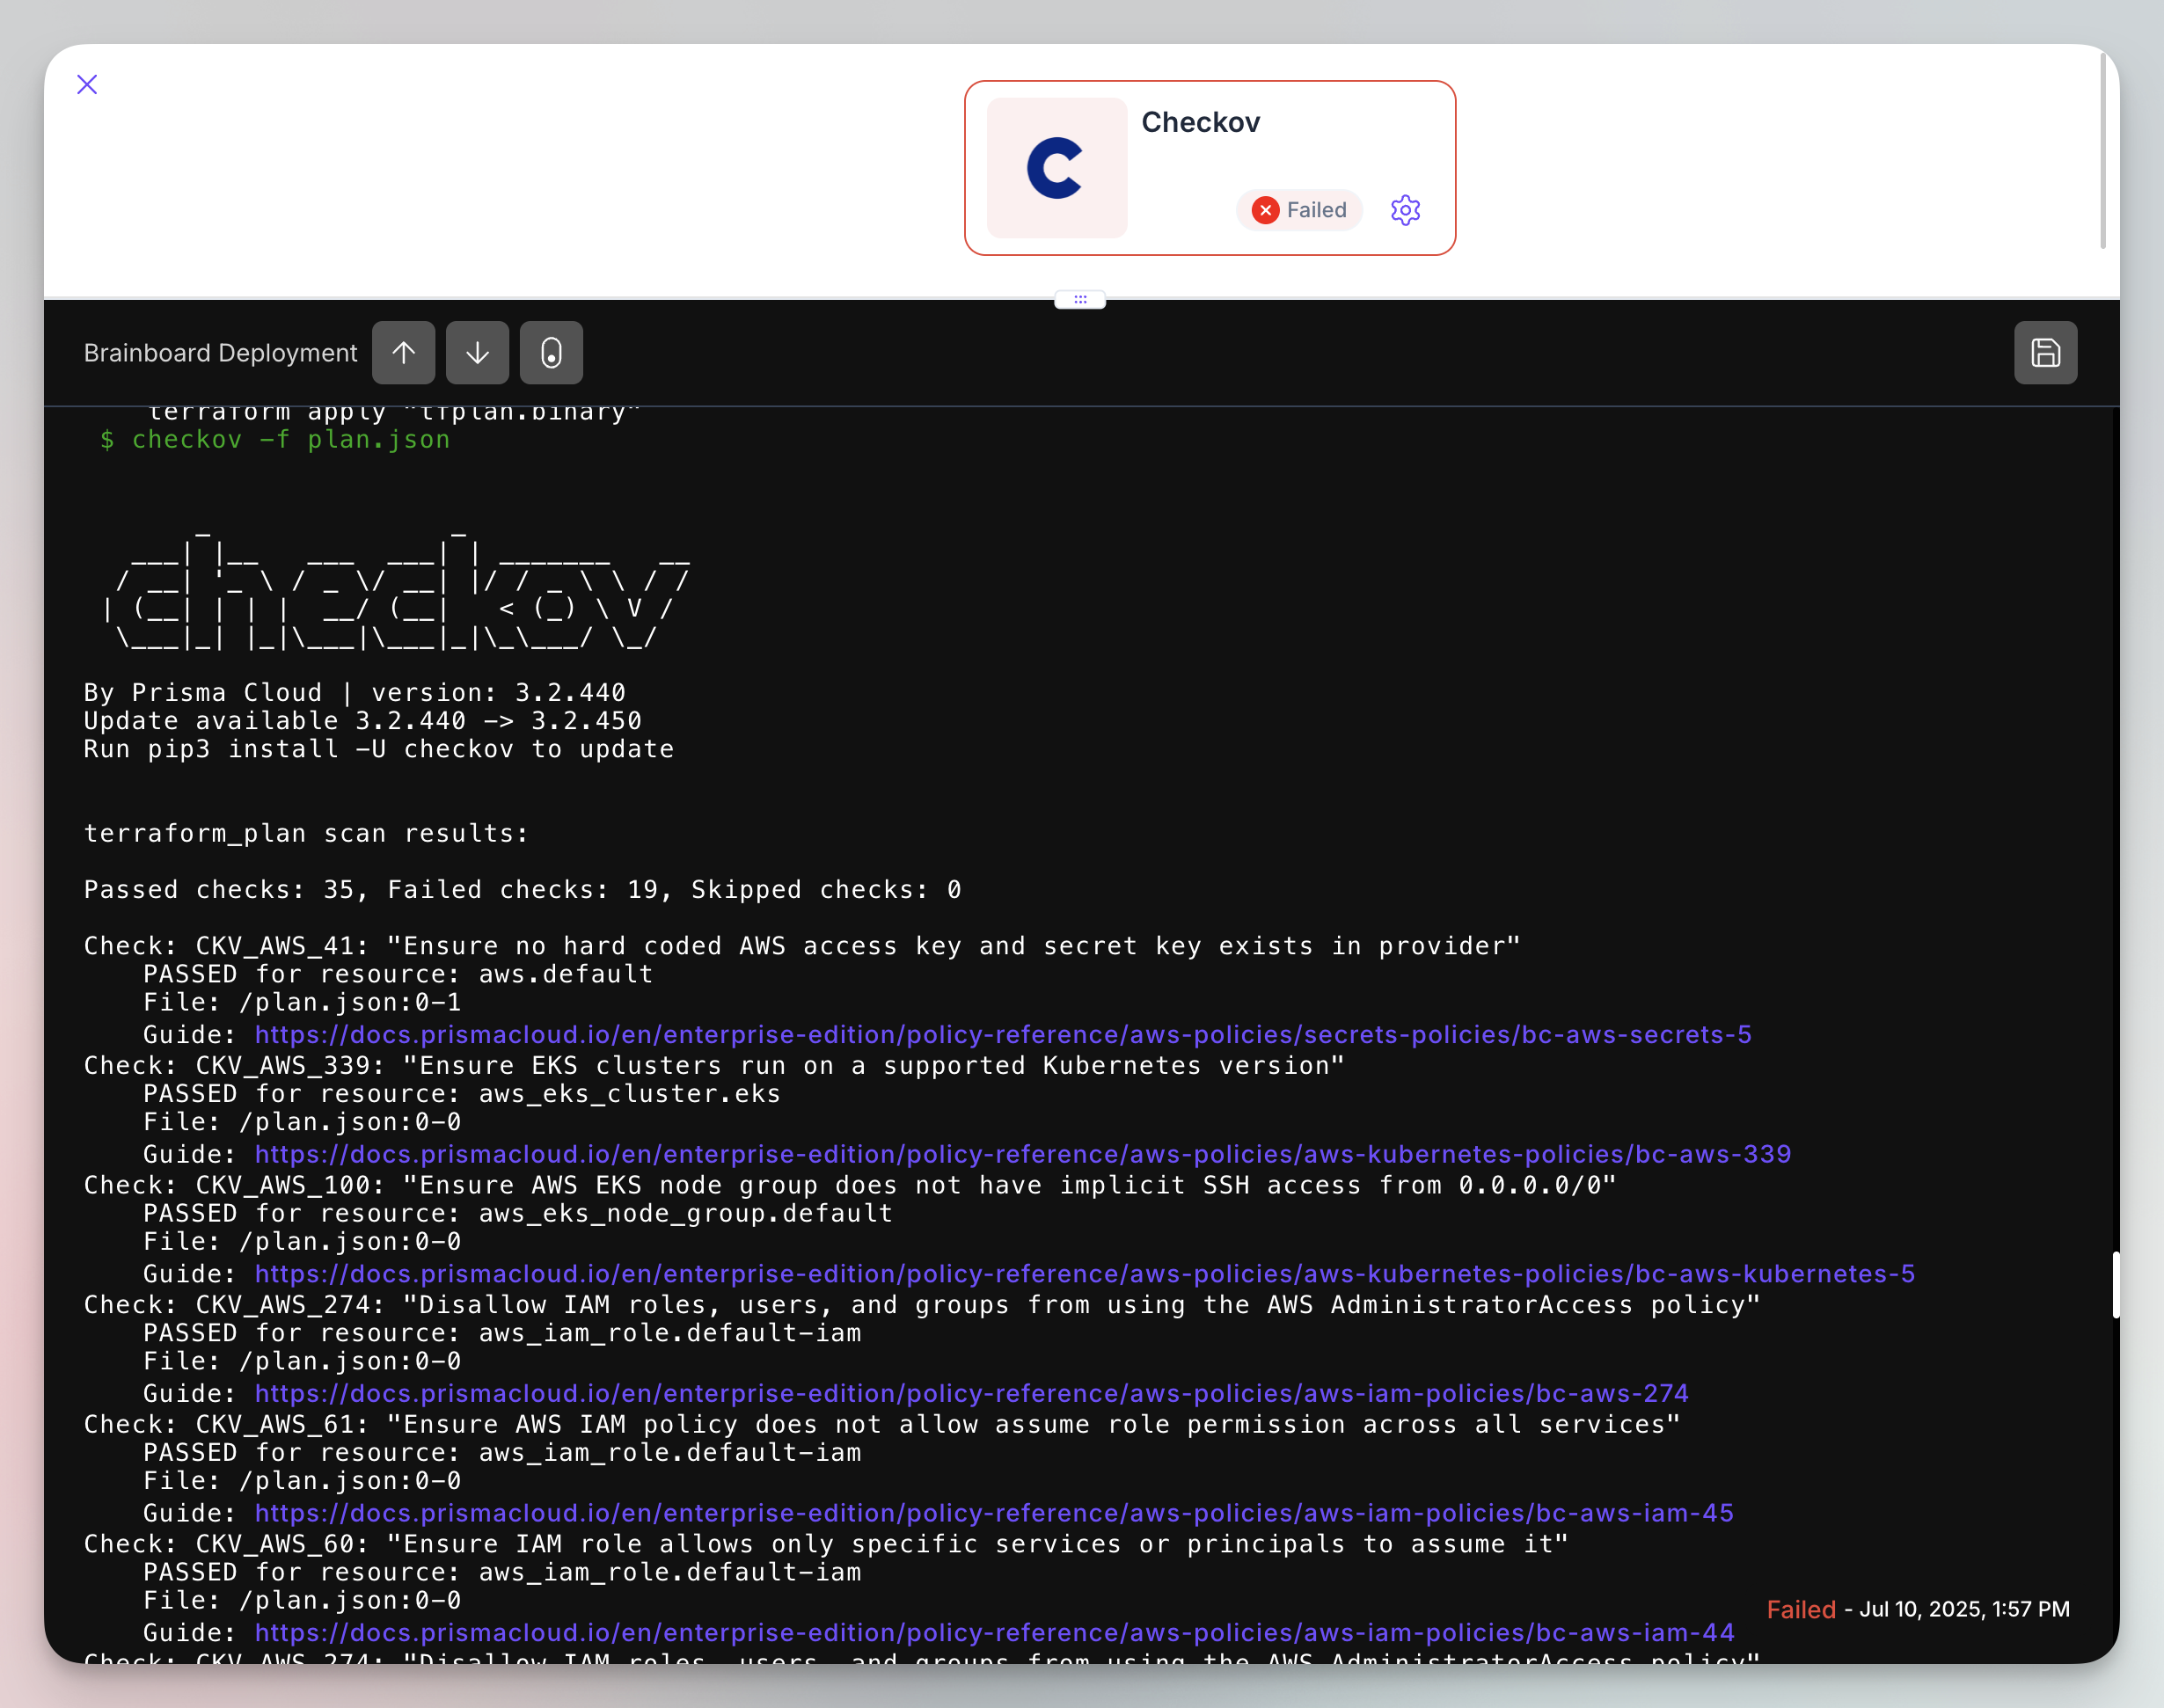 Checkov
Failed
Brainboard Deployment
terraform apply "tfplan.binary"
$ checkov -f plan.json
       _               _
   ___| |__   ___  ___| | _______   __
  / __| '_ \ / _ \/ __| |/ / _ \ \ / /
 | (__| | | |  __/ (__|   < (_) \ V /
  \___|_| |_|\___|\___|_|\_\___/ \_/
By Prisma Cloud | version: 3.2.440
Update available 3.2.440 -> 3.2.450
Run pip3 install -U checkov to update
terraform_plan scan results:
Passed checks: 35, Failed checks: 19, Skipped checks: 0
Check: CKV_AWS_41: "Ensure no hard coded AWS access key and secret key exists in provider"
PASSED for resource: aws.default
File: /plan.json:0-1
Guide: https://docs.prismacloud.io/en/enterprise-edition/policy-reference/aws-policies/secrets-policies/bc-aws-secrets-5
Check: CKV_AWS_339: "Ensure EKS clusters run on a supported Kubernetes version"
PASSED for resource: aws_eks_cluster.eks
File: /plan.json:0-0
Guide: https://docs.prismacloud.io/en/enterprise-edition/policy-reference/aws-policies/aws-kubernetes-policies/bc-aws-339
Check: CKV_AWS_100: "Ensure AWS EKS node group does not have implicit SSH access from 0.0.0.0/0"
PASSED for resource: aws_eks_node_group.default
File: /plan.json:0-0
Guide: https://docs.prismacloud.io/en/enterprise-edition/policy-reference/aws-policies/aws-kubernetes-policies/bc-aws-kubernetes-5
Check: CKV_AWS_274: "Disallow IAM roles, users, and groups from using the AWS AdministratorAccess policy"
PASSED for resource: aws_iam_role.default-iam
File: /plan.json:0-0
Guide: https://docs.prismacloud.io/en/enterprise-edition/policy-reference/aws-policies/aws-iam-policies/bc-aws-274
Check: CKV_AWS_61: "Ensure AWS IAM policy does not allow assume role permission across all services"
PASSED for resource: aws_iam_role.default-iam
File: /plan.json:0-0
Guide: https://docs.prismacloud.io/en/enterprise-edition/policy-reference/aws-policies/aws-iam-policies/bc-aws-iam-45
Check: CKV_AWS_60: "Ensure IAM role allows only specific services or principals to assume it"
PASSED for resource: aws_iam_role.default-iam
File: /plan.json:0-0
Failed - Jul 10, 2025, 1:57 PM
Guide: https://docs.prismacloud.io/en/enterprise-edition/policy-reference/aws-policies/aws-iam-policies/bc-aws-iam-44
Check: CKV_AWS_274: "Disallow IAM roles, users, and groups from using the AWS AdministratorAccess policy"